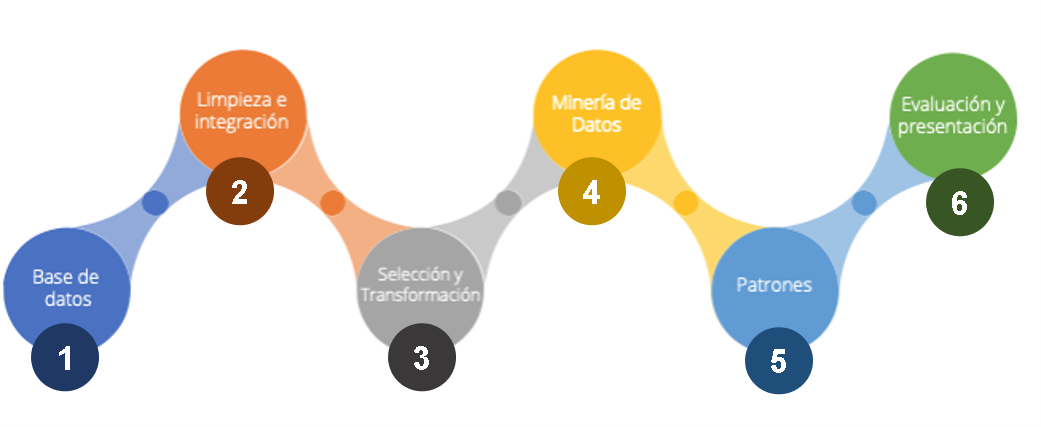 Base de
datos
1
Limpieza e
integración
2
Selección y
Transformación
3
Minería de
Datos
4
Patrones
5
Evaluación y
presentación
6